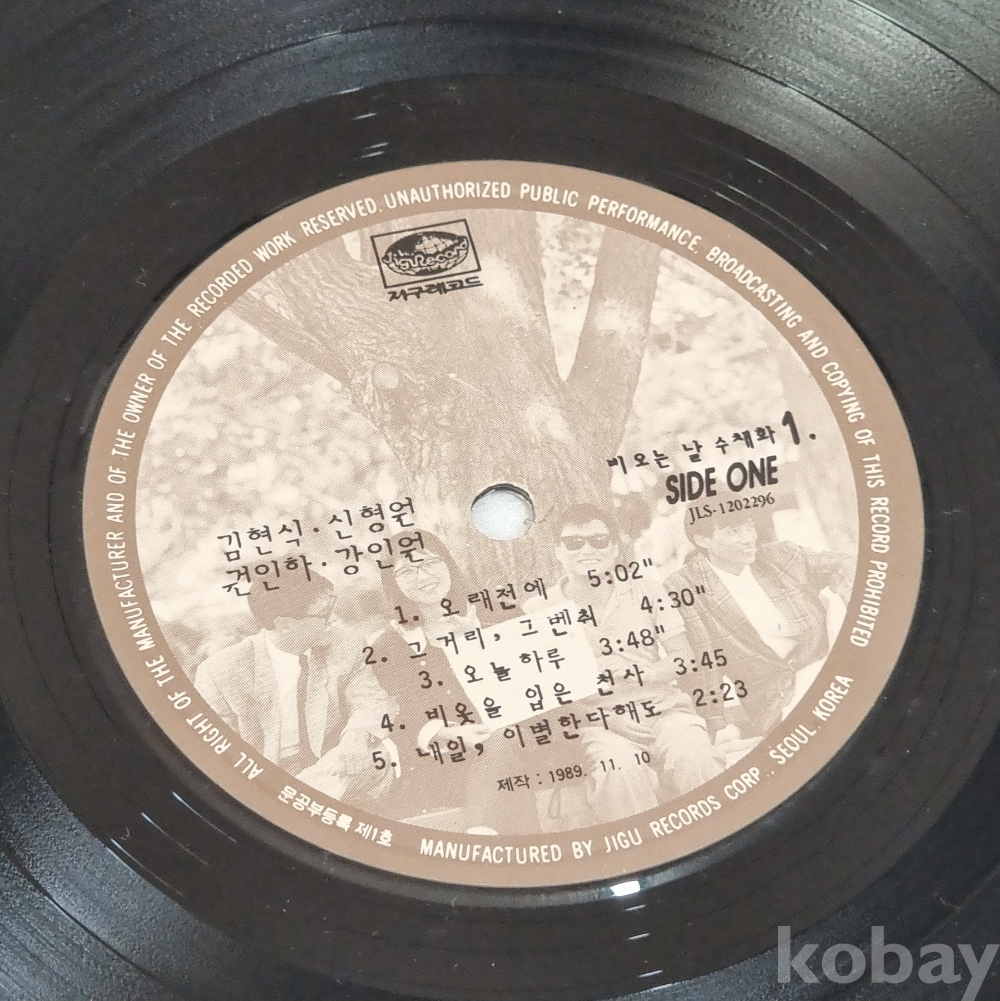 ALL RIGHT OF THE MANUFACTURER AND OF THE OWNER OF THE RECORDED WORK RESERVED. UNAUTHORIZED PUBLIC PERFORMANCE, BROADCASTING AND COPYING OF THIS RECORD PROHIBITED
JiguRecord
지구레코드
비오는 날 수채화 1.
SIDE ONE
JLS-1202296
김현식·신형원
권인하·강인원
1. 오래전에 5:02"
2. 그거리, 그벤취 4:30"
3. 오늘하루 3:48"
4. 비옷을 입은 천사 3:45
5. 내일, 이별한다해도 2:23
제작 : 1989. 11. 10
문공부등록 제1호 MANUFACTURED BY JIGU RECORDS CORP., SEOUL, KOREA
kobay